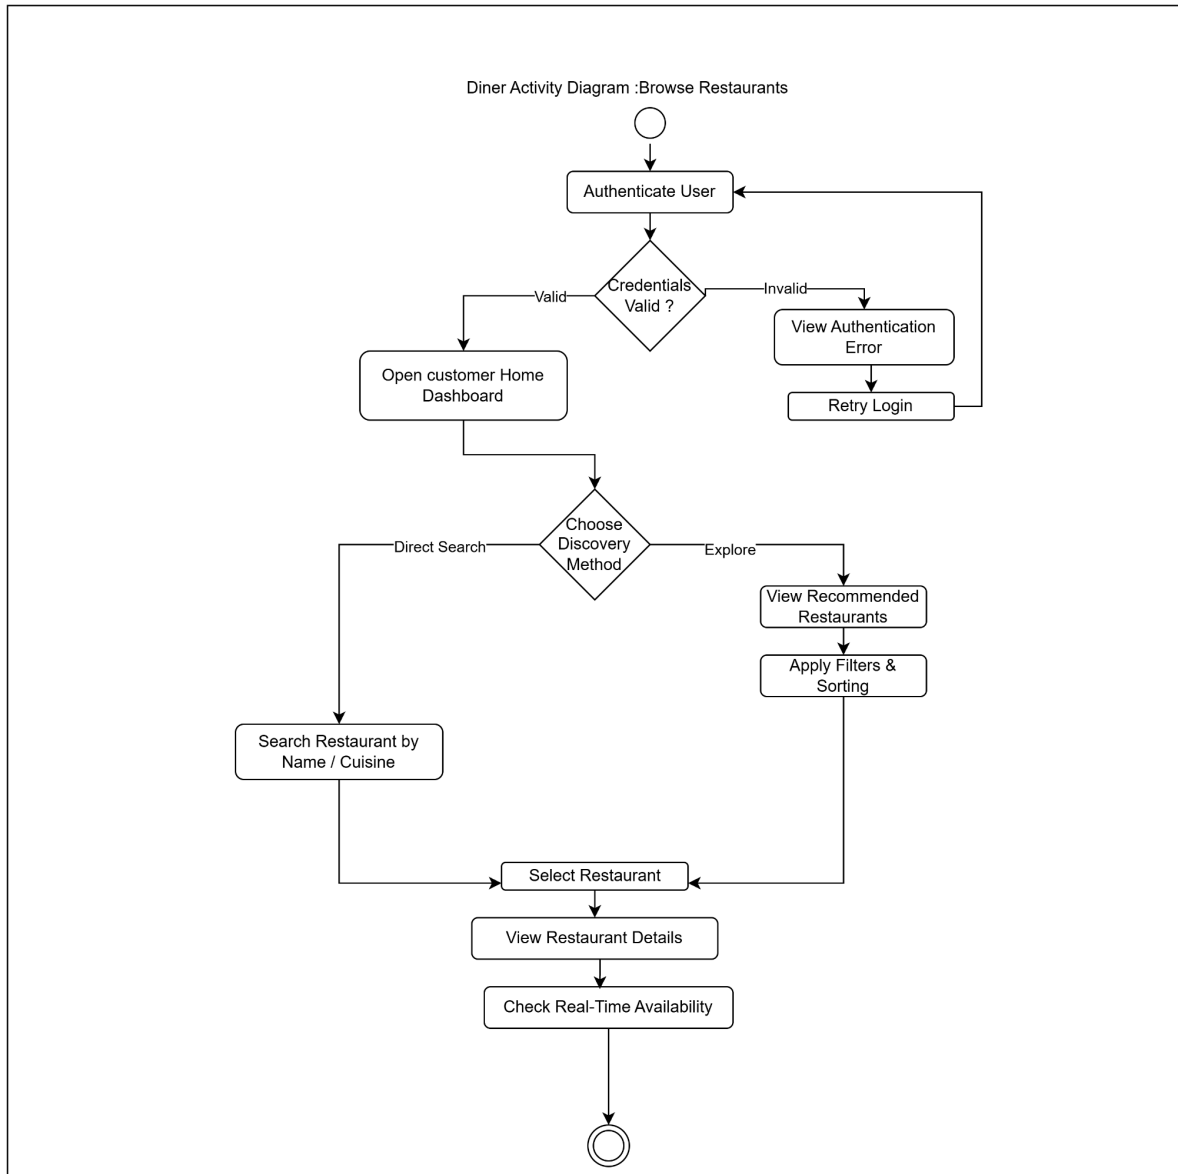 Diner Activity Diagram :Browse Restaurants
Authenticate User
Credentials
Valid ?
Valid
Invalid
View Authentication
Error
Retry Login
Open customer Home
Dashboard
Choose
Discovery
Method
Direct Search
Explore
View Recommended
Restaurants
Apply Filters &
Sorting
Search Restaurant by
Name / Cuisine
Select Restaurant
View Restaurant Details
Check Real-Time Availability